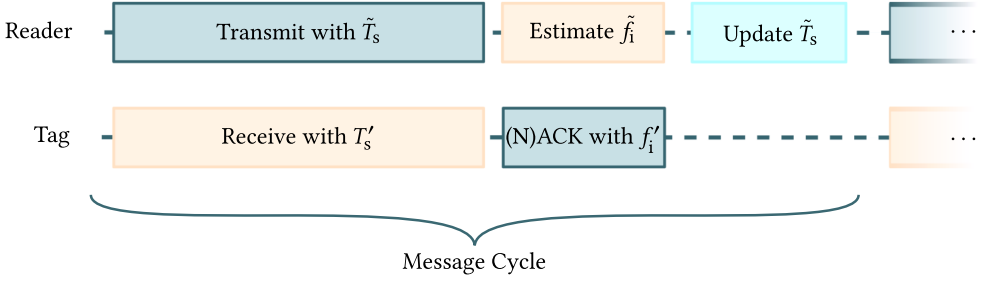 Reader Transmit with T̃s Estimate f̃i Update T̃s ...
Tag Receive with T′s (N)ACK with f′i ...
Message Cycle